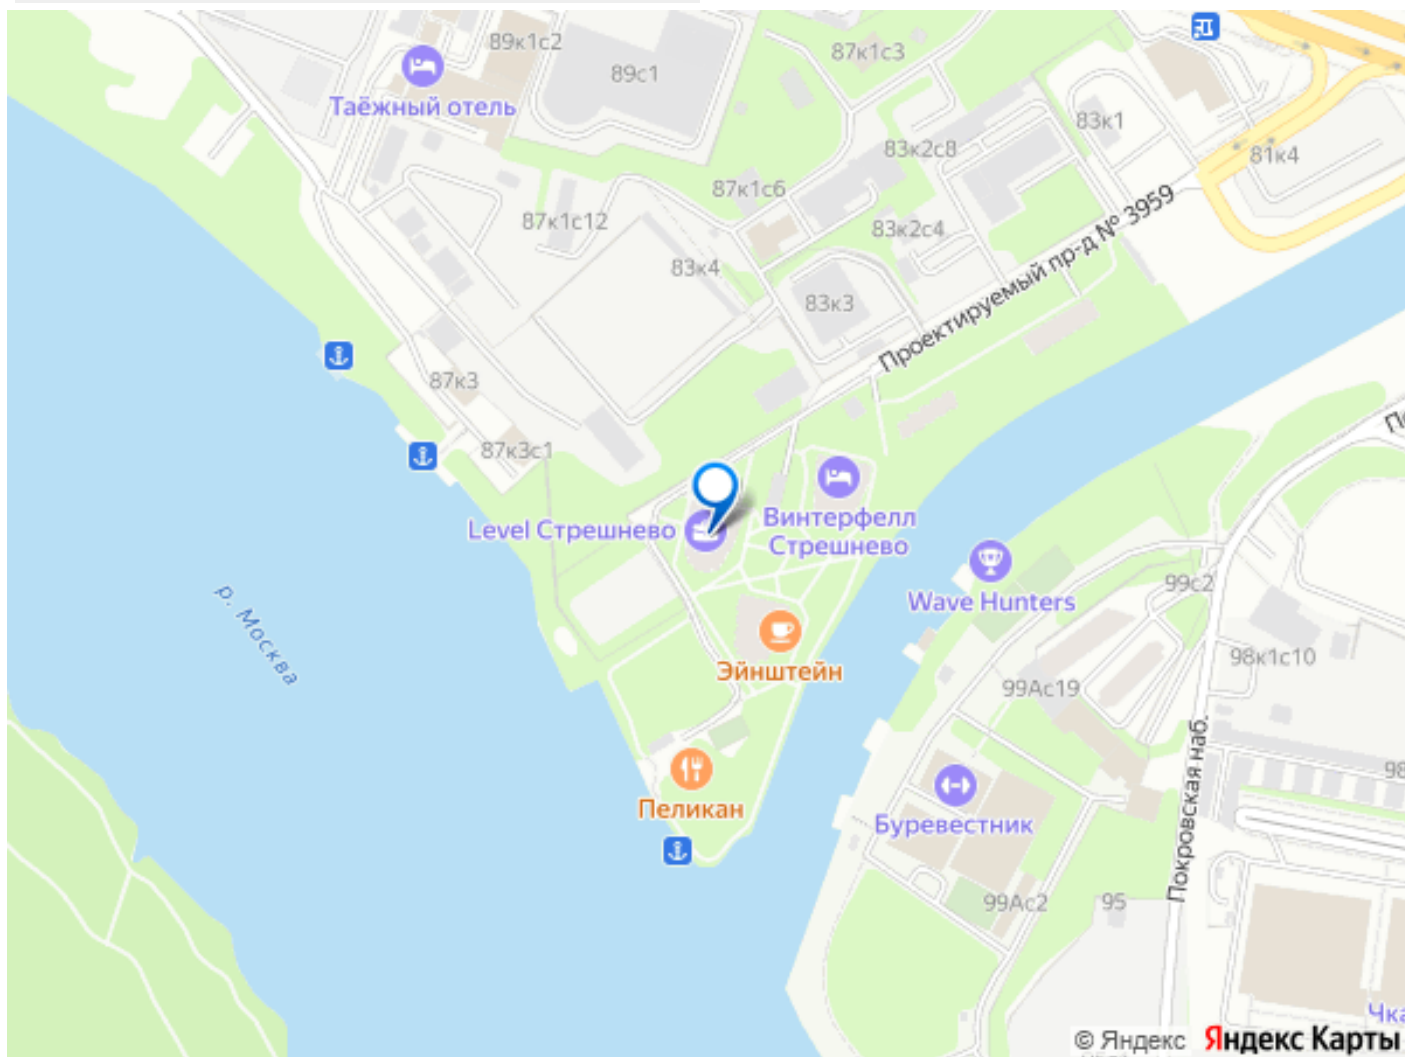 89к1с2
87к1с3
89с1
Таёжный отель
83к1
83к2с8
81к4
87к1с6
87к1с12
83к2с4
Проектируемый пр-д № 3959
83к4
83к3
87к3
87к3с1
Level Стрешнево
Винтерфелл
Стрешнево
Wave Hunters
99с2
р. Москва
Эйнштейн
98к1с10
99Ас19
Покровская наб.
Пеликан
98
Буревестник
99Ас2
95
Чка
© Яндекс Яндекс Карты